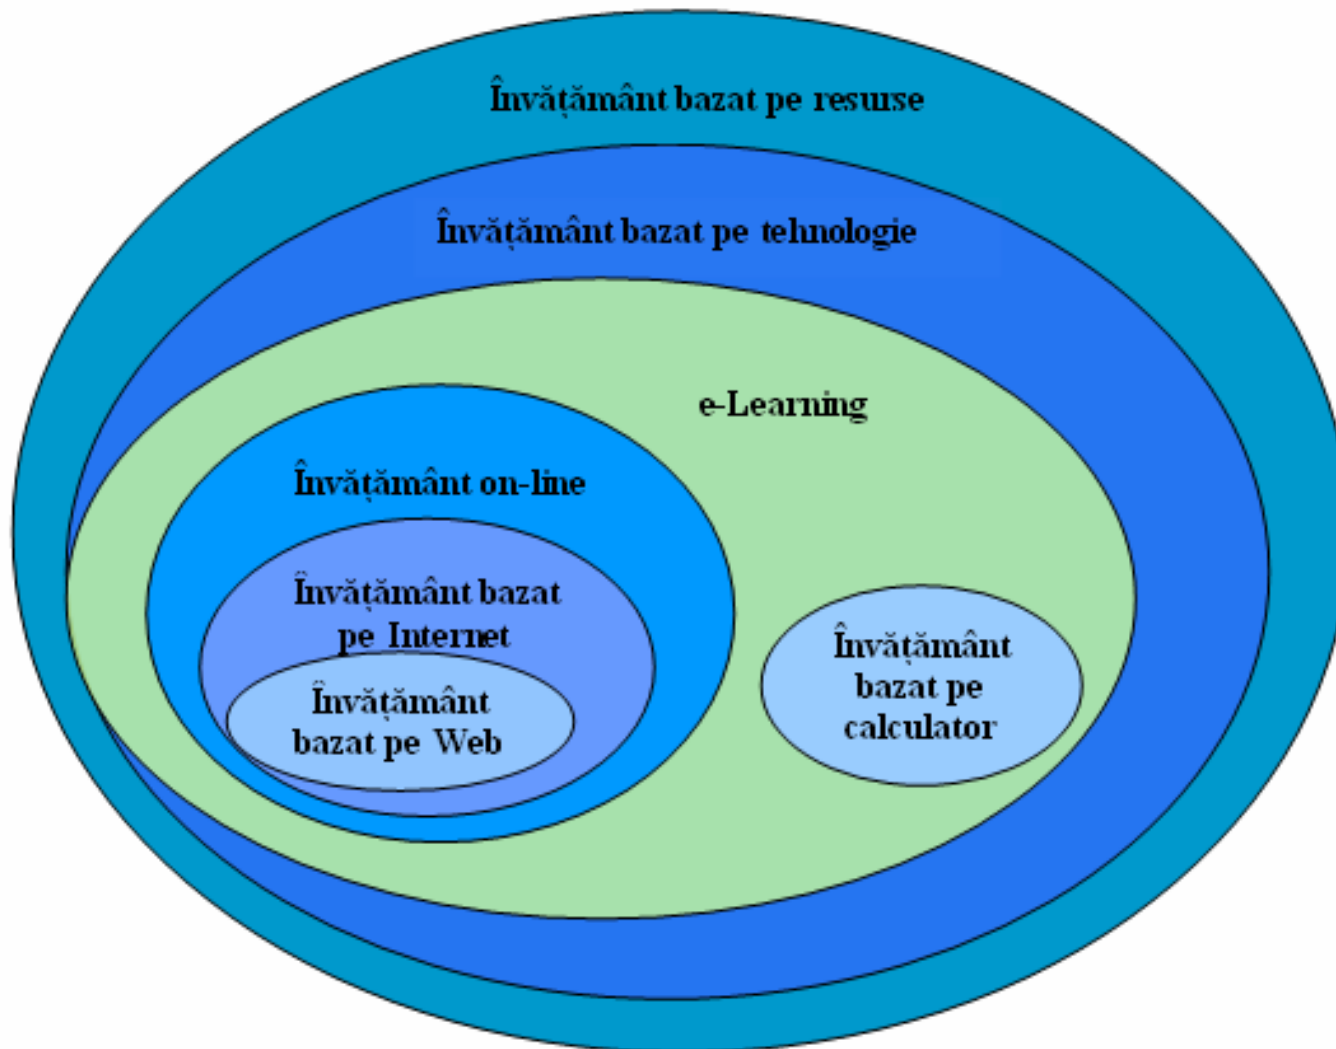 Învățământ bazat pe resurse
Învățământ bazat pe tehnologie
e-Learning
Învățământ on-line
Învățământ bazat
pe Internet
Învățământ
bazat pe Web
Învățământ
bazat pe
calculator